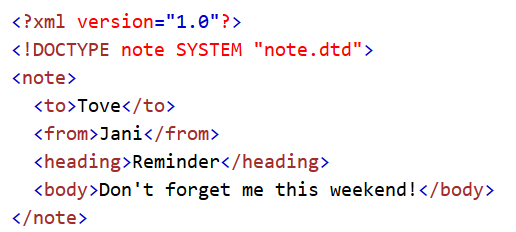 <?xml version="1.0"?>
<!DOCTYPE note SYSTEM "note.dtd">
<note>
  <to>Tove</to>
  <from>Jani</from>
  <heading>Reminder</heading>
  <body>Don't forget me this weekend!</body>
</note>